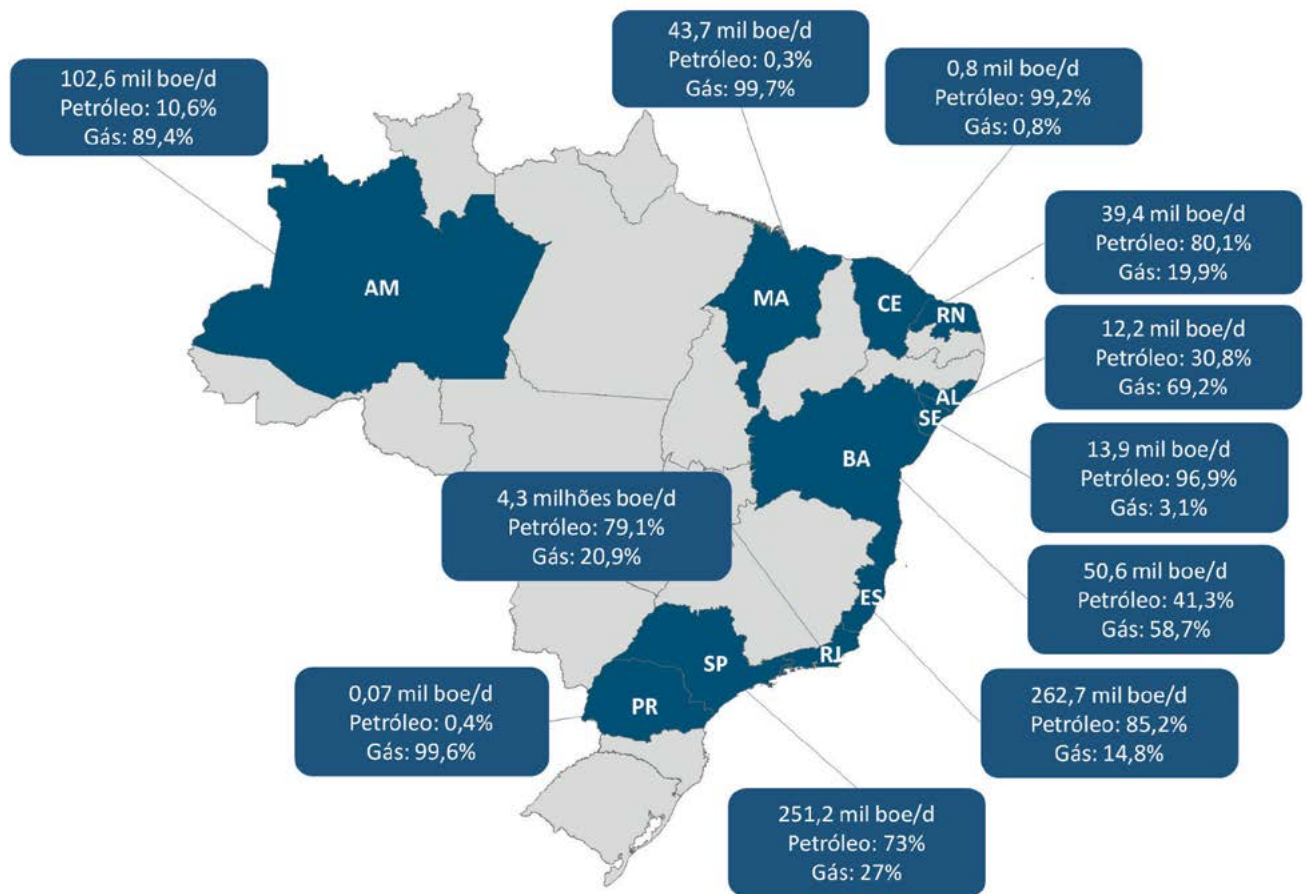 43,7 mil boe/d
Petróleo: 0,3%
Gás: 99,7%
0,8 mil boe/d
Petróleo: 99,2%
Gás: 0,8%
102,6 mil boe/d
Petróleo: 10,6%
Gás: 89,4%
39,4 mil boe/d
Petróleo: 80,1%
Gás: 19,9%
AM
MA
CE
RN
12,2 mil boe/d
Petróleo: 30,8%
Gás: 69,2%
AL
SE
BA
13,9 mil boe/d
Petróleo: 96,9%
Gás: 3,1%
4,3 milhões boe/d
Petróleo: 79,1%
Gás: 20,9%
50,6 mil boe/d
Petróleo: 41,3%
Gás: 58,7%
ES
RJ
SP
PR
0,07 mil boe/d
Petróleo: 0,4%
Gás: 99,6%
262,7 mil boe/d
Petróleo: 85,2%
Gás: 14,8%
251,2 mil boe/d
Petróleo: 73%
Gás: 27%